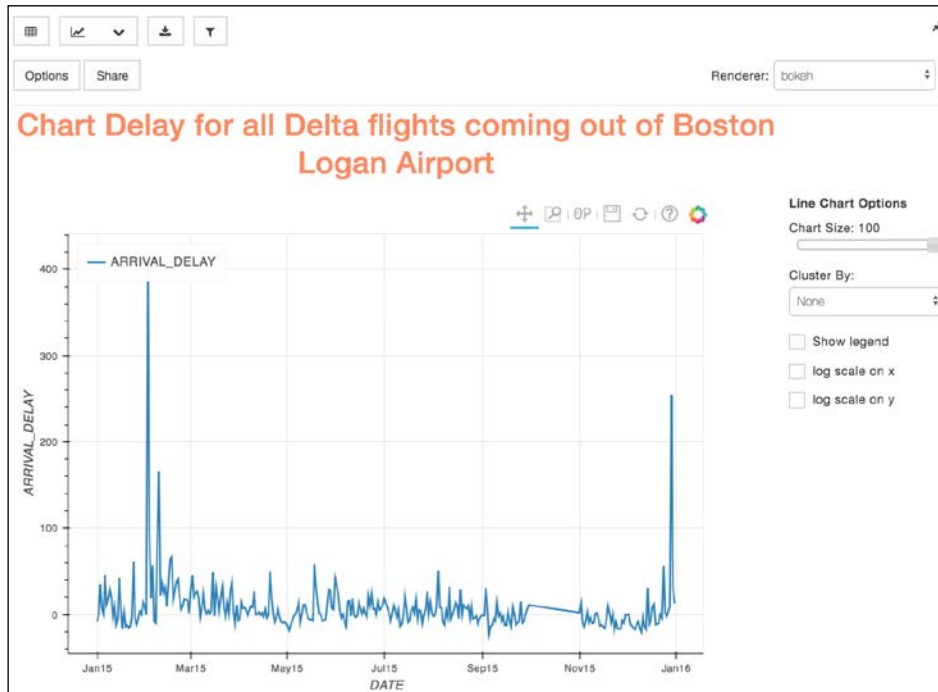 Options
Share
Renderer:
bokeh
Chart Delay for all Delta flights coming out of Boston
Logan Airport
Line Chart Options
Chart Size: 100
Cluster By:
None
Show legend
log scale on x
log scale on y
ARRIVAL_DELAY
ARRIVAL_DELAY
400
300
200
100
0
Jan15
Mar15
May15
Jul15
Sep15
Nov15
Jan16
DATE